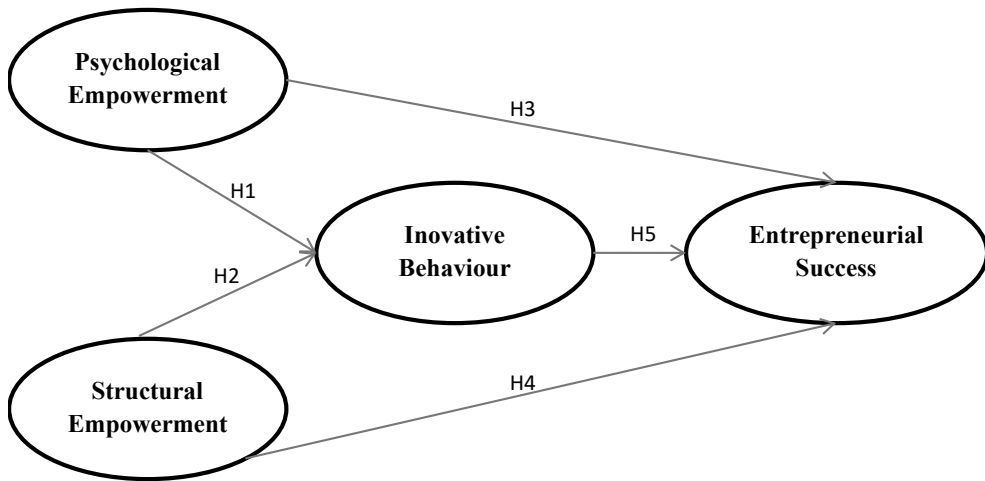 Psychological
Empowerment
H3
H1
Inovative
Behaviour
H5
Entrepreneurial
Success
H2
Structural
Empowerment
H4